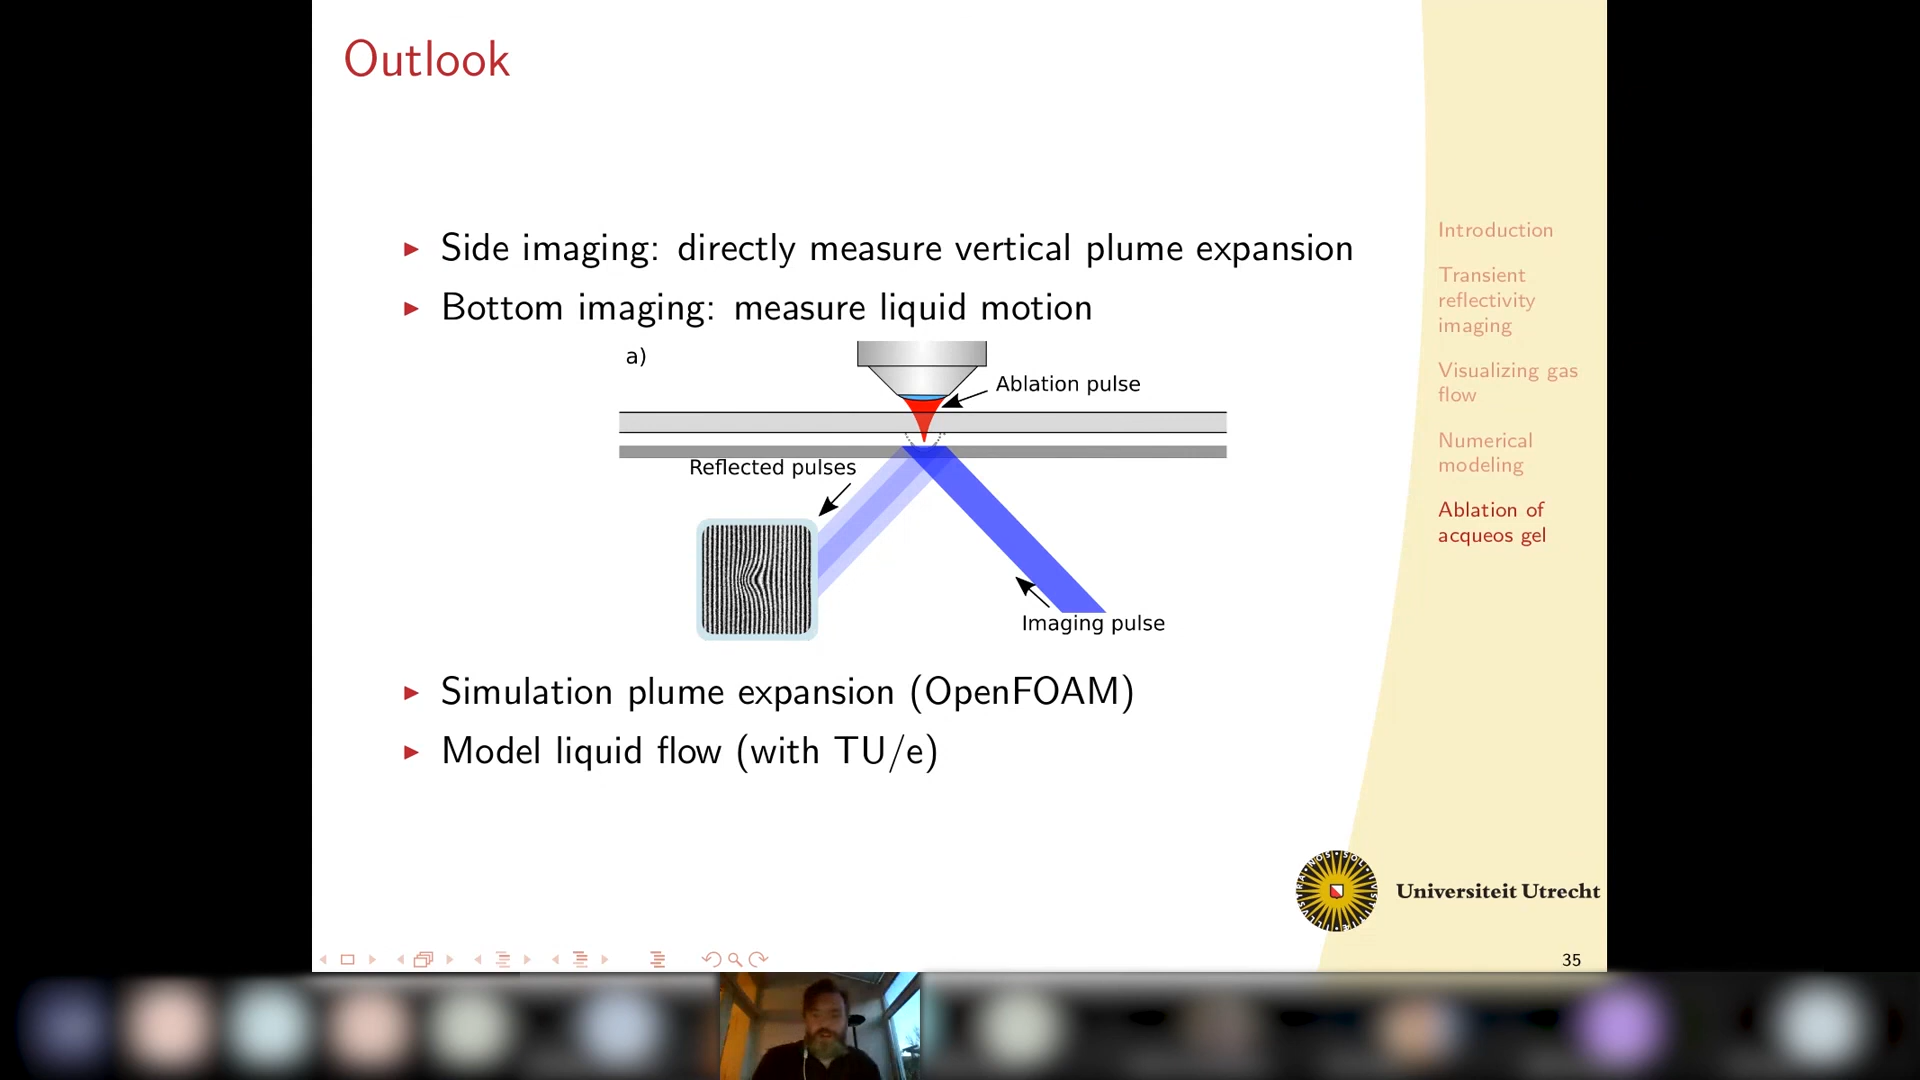 Outlook
Side imaging: directly measure vertical plume expansion
Bottom imaging: measure liquid motion
a)
Ablation pulse
Reflected pulses
Imaging pulse
Simulation plume expansion (OpenFOAM)
Model liquid flow (with TU/e)
Introduction
Transient
reflectivity
imaging
Visualizing gas
flow
Numerical
modeling
Ablation of
acqueos gel
Universiteit Utrecht
35